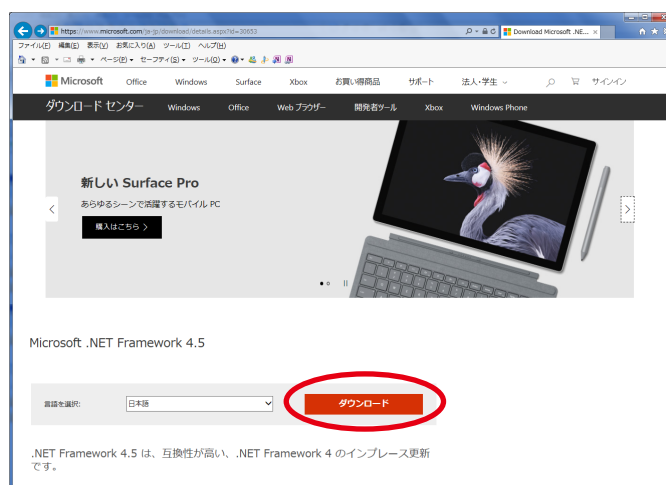 https://www.microsoft.com/ja-jp/download/details.aspx?id=30653
Download Microsoft .NE...
ファイル(F) 編集(E) 表示(V) お気に入り(A) ツール(T) ヘルプ(H)
ページ(P) セーフティ(S) ツール(O)
Microsoft Office Windows Surface Xbox お買い得商品 サポート 法人・学生 サインイン
ダウンロード センター Windows Office Web ブラウザー 開発者ツール Xbox Windows Phone
新しい Surface Pro
あらゆるシーンで活躍するモバイル PC
購入はこちら
Microsoft .NET Framework 4.5
言語を選択: 日本語 ダウンロード
.NET Framework 4.5 は、互換性が高い、.NET Framework 4 のインプレース更新
です。